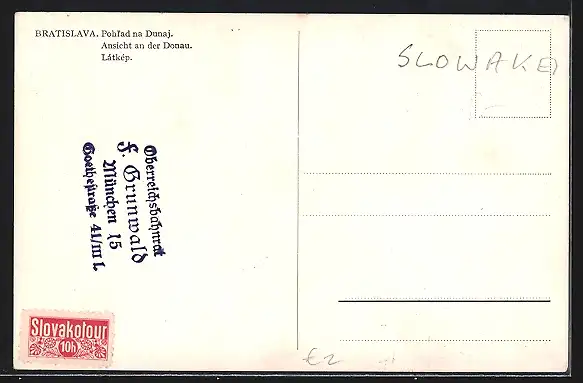 BRATISLAVA. Pohľad na Dunaj.
Ansicht an der Donau.
Látkép.
SLOWAKEI
Oberreichsbahnrat
F. Grunwald
München 15
Goethestraße 41/III l.
Slovakotour
10h
€2